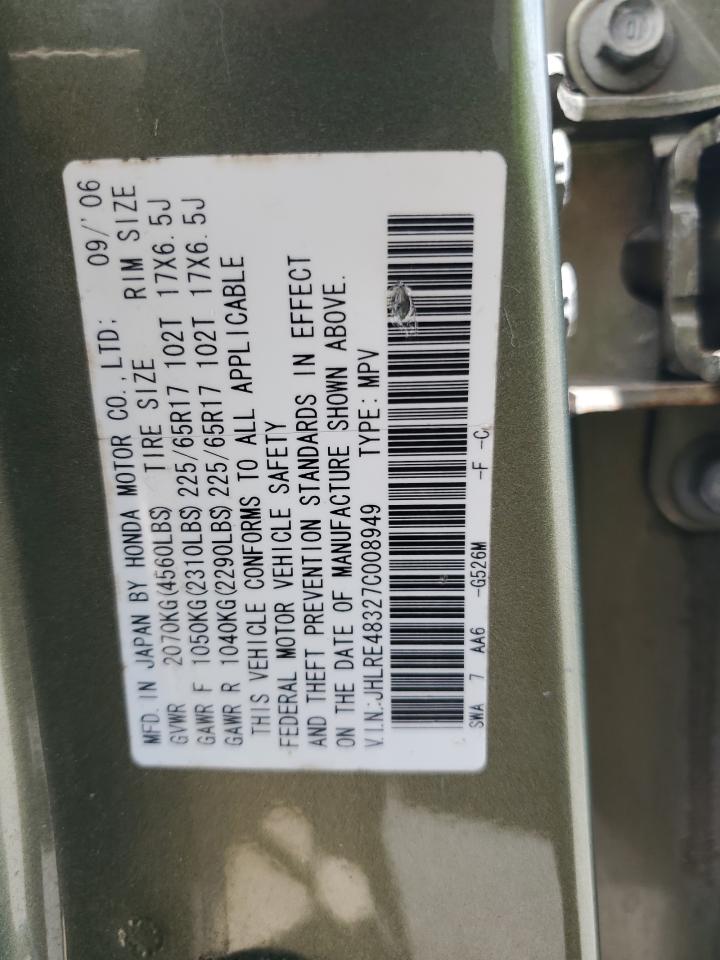 MFD. IN JAPAN BY HONDA MOTOR CO., LTD; 09/'06
GVWR 2070KG(4560LBS) TIRE SIZE RIM SIZE
GAWR F 1050KG(2310LBS) 225/65R17 102T 17X6.5J
GAWR R 1040KG(2290LBS) 225/65R17 102T 17X6.5J
THIS VEHICLE CONFORMS TO ALL APPLICABLE
FEDERAL MOTOR VEHICLE SAFETY
AND THEFT PREVENTION STANDARDS IN EFFECT
ON THE DATE OF MANUFACTURE SHOWN ABOVE.
V.I.N.:JHLRE48327C008949 TYPE: MPV
SWA 7 AA6 -G526M -F -C